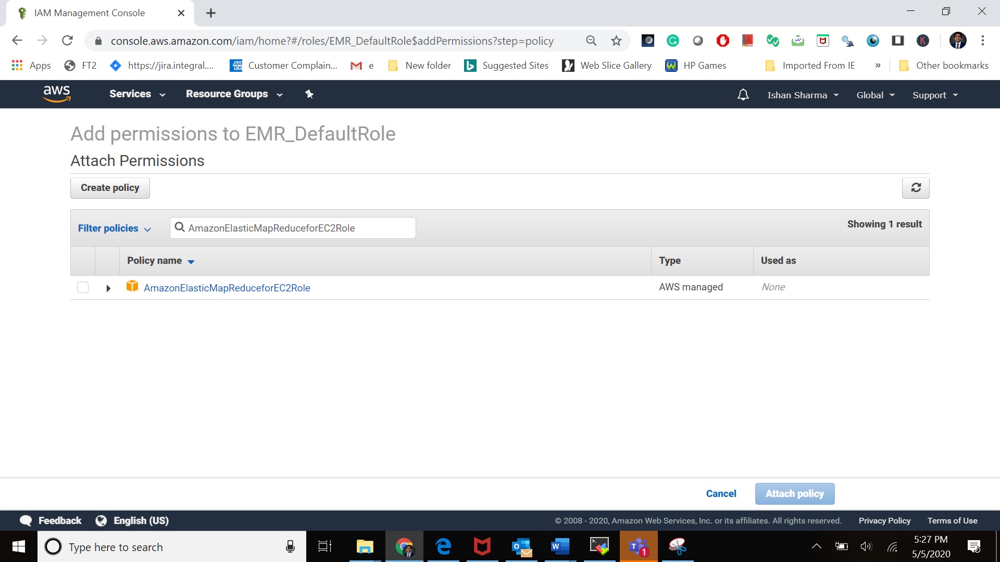 IAM Management Console
console.aws.amazon.com/iam/home?#/roles/EMR_DefaultRole$addPermissions?step=policy
Apps FT2 https://jira.integral.... AM EX Customer Complain... e New folder Suggested Sites Web Slice Gallery HP Games Imported From IE » Other bookmarks
aws Services Resource Groups Ishan Sharma Global Support
Add permissions to EMR_DefaultRole
Attach Permissions
Create policy
Filter policies AmazonElasticMapReduceforEC2Role Showing 1 result
Policy name Type Used as
AmazonElasticMapReduceforEC2Role AWS managed None
Cancel Attach policy
Feedback English (US) © 2008 - 2020, Amazon Web Services, Inc. or its affiliates. All rights reserved. Privacy Policy Terms of Use
Type here to search
5:27 PM
5/5/2020